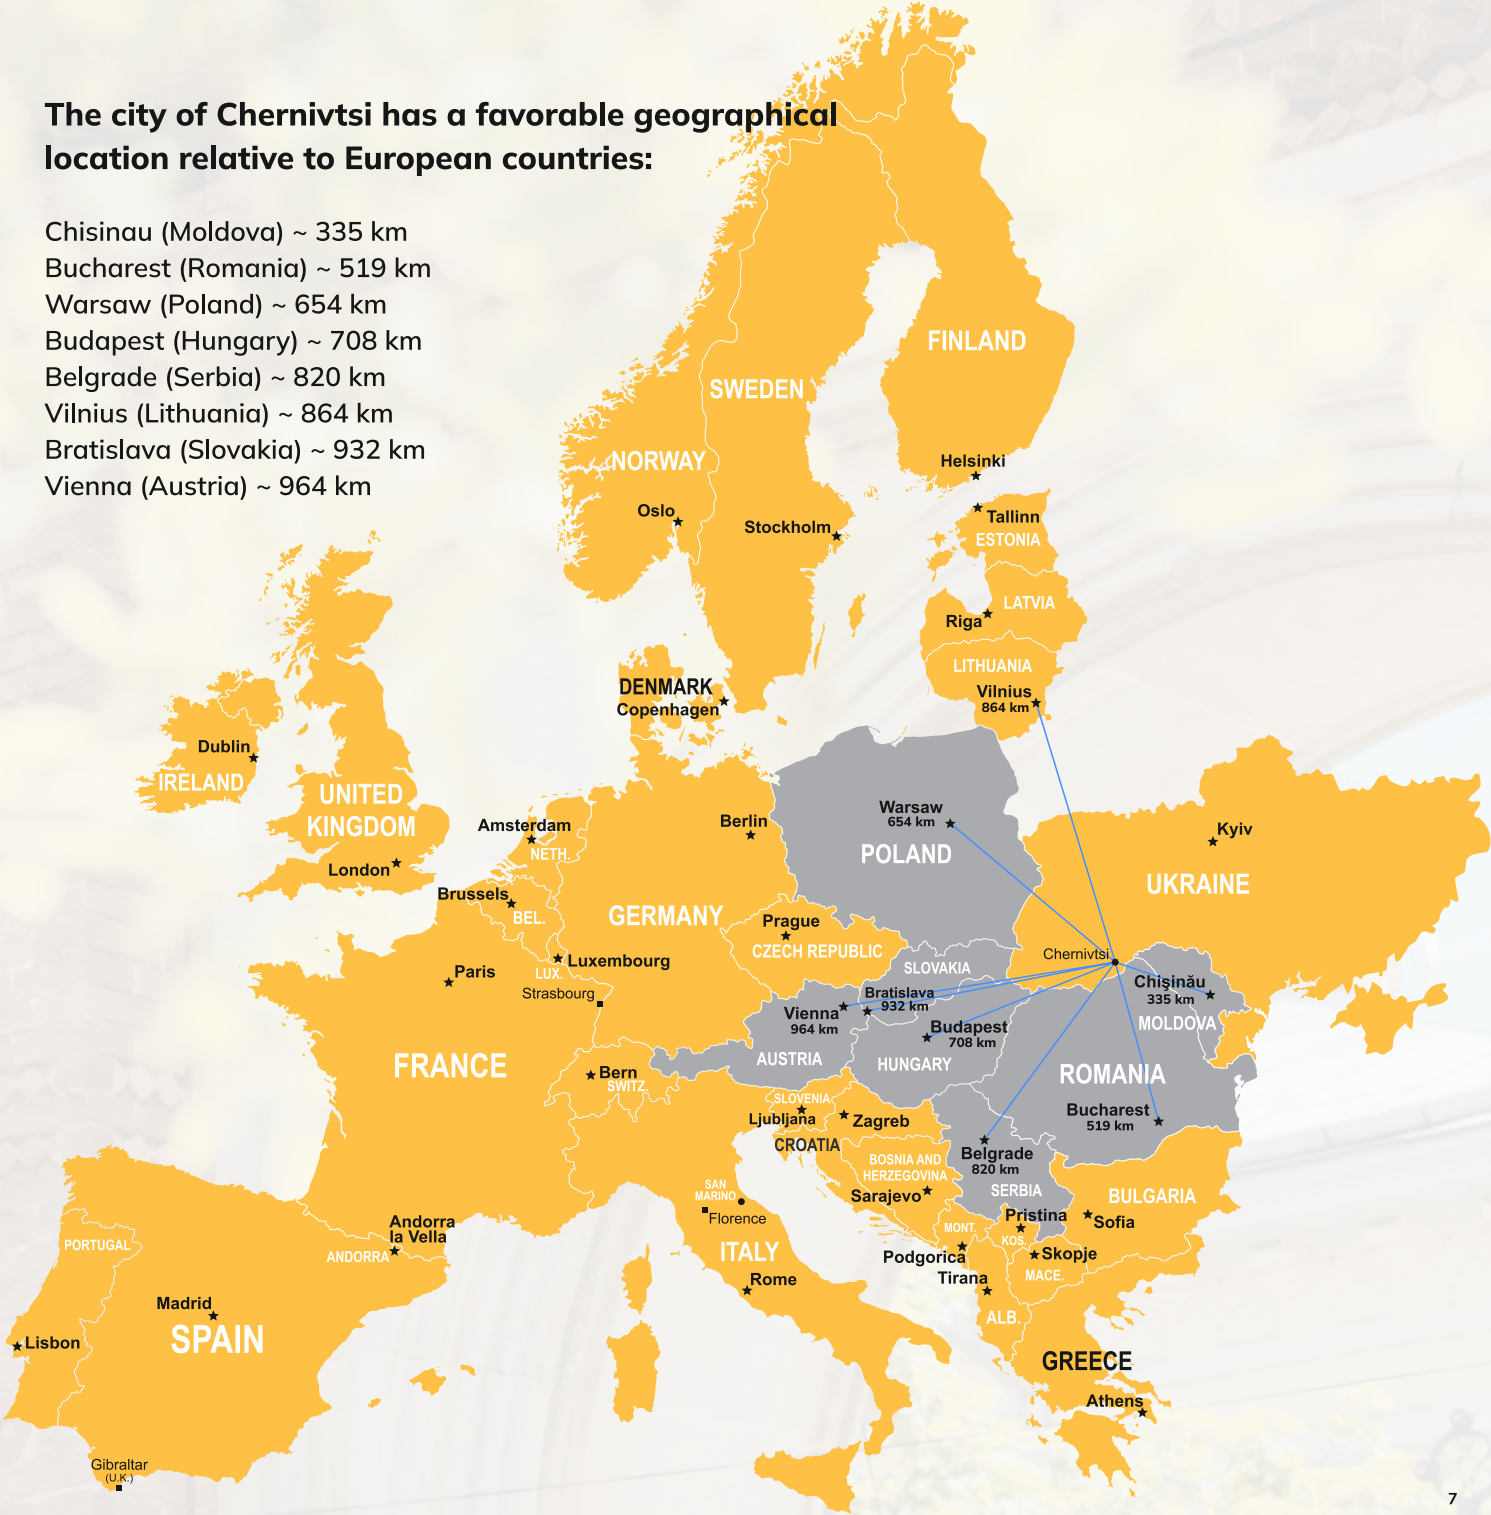 The city of Chernivtsi has a favorable geographical
location relative to European countries:
Chisinau (Moldova) ~ 335 km
Bucharest (Romania) ~ 519 km
Warsaw (Poland) ~ 654 km
Budapest (Hungary) ~ 708 km
Belgrade (Serbia) ~ 820 km
Vilnius (Lithuania) ~ 864 km
Bratislava (Slovakia) ~ 932 km
Vienna (Austria) ~ 964 km
FINLAND
SWEDEN
NORWAY
Helsinki
Oslo
Stockholm
Tallinn
ESTONIA
LATVIA
Riga
LITHUANIA
Vilnius
864 km
DENMARK
Copenhagen
Dublin
IRELAND
UNITED
KINGDOM
London
Amsterdam
NETH.
Berlin
Warsaw
654 km
POLAND
Kyiv
UKRAINE
Brussels
BEL.
GERMANY
Prague
CZECH REPUBLIC
Luxembourg
LUX.
Paris
Strasbourg
SLOVAKIA
Chernivtsi
Chişinău
335 km
MOLDOVA
Bratislava
932 km
Vienna
964 km
Budapest
708 km
AUSTRIA
HUNGARY
FRANCE
Bern
SWITZ.
ROMANIA
Bucharest
519 km
SLOVENIA
Ljubljana
Zagreb
CROATIA
BOSNIA AND
HERZEGOVINA
Sarajevo
Belgrade
820 km
SERBIA
BULGARIA
Sofia
SAN
MARINO
Florence
ITALY
Rome
MONT.
Pristina
KOS.
Podgorica
Skopje
MACE.
Tirana
ALB.
Andorra
la Vella
ANDORRA
PORTUGAL
Madrid
SPAIN
Lisbon
GREECE
Athens
Gibraltar
(U.K.)
7